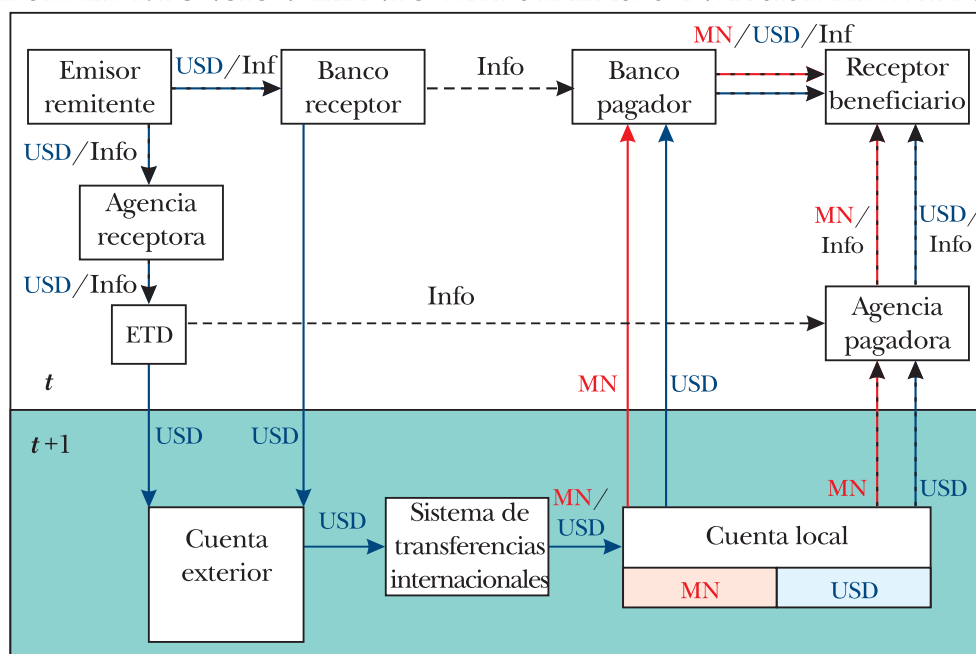 Emisor
remitente
USD/Inf
Banco
receptor
Info
Banco
pagador
MN/USD/Inf
Receptor
beneficiario
USD/Info
Agencia
receptora
MN/
Info
USD/
Info
USD/Info
ETD
Info
Agencia
pagadora
t
MN
USD
t+1
USD
USD
MN
USD
Cuenta
exterior
USD
Sistema de
transferencias
internacionales
MN/
USD
Cuenta local
MN
USD